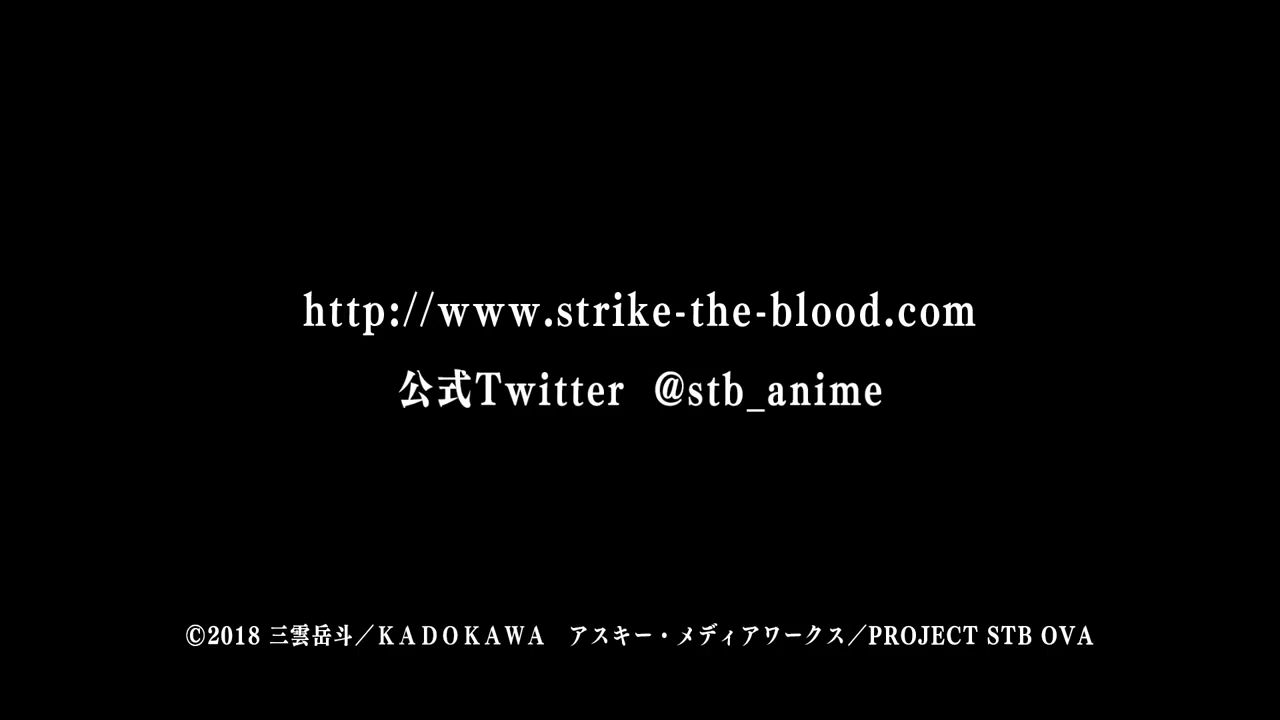 http://www.strike-the-blood.com
公式Twitter @stb_anime
©2018 三雲岳斗／ＫＡＤＯＫＡＷＡ　アスキー・メディアワークス／PROJECT STB OVA